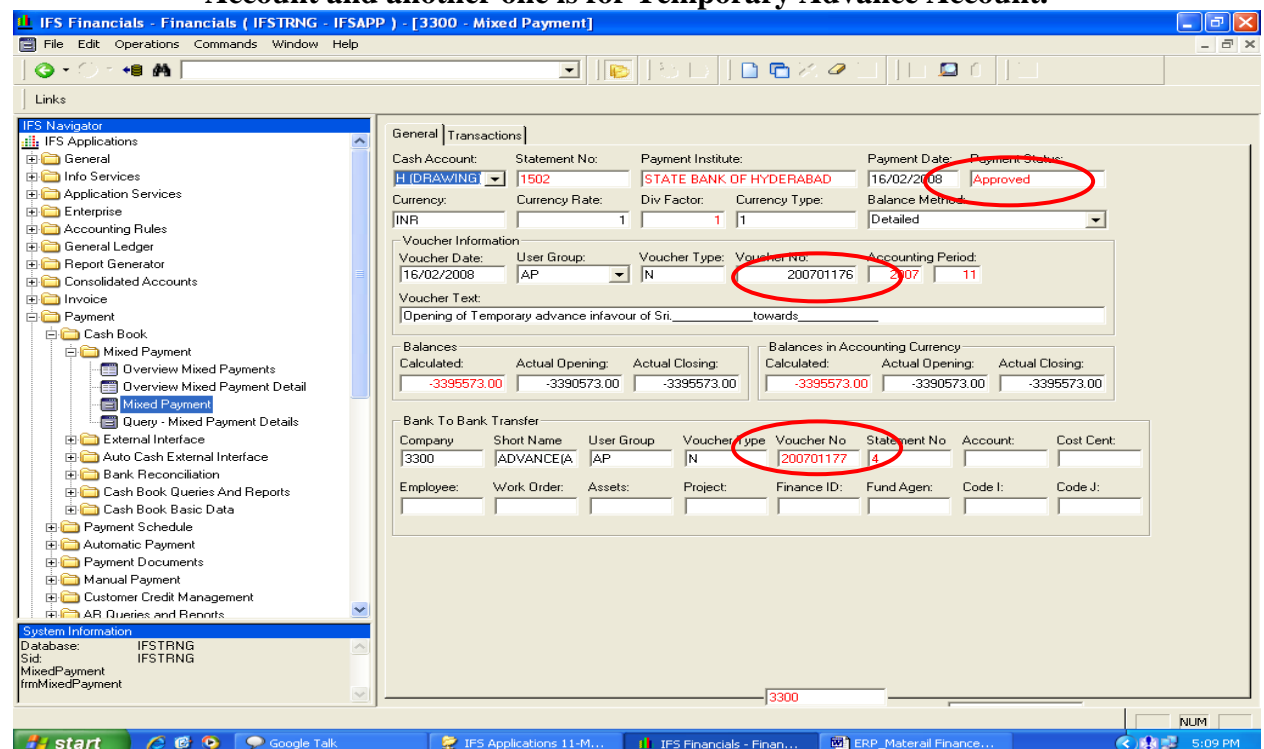 Account and another one is for Temporary Advance Account.
IFS Financials - Financials ( IFSTRNG - IFSAPP ) - [3300 - Mixed Payment]
File Edit Operations Commands Window Help
Links
IFS Navigator
IFS Applications
General
Info Services
Application Services
Enterprise
Accounting Rules
General Ledger
Report Generator
Consolidated Accounts
Invoice
Payment
Cash Book
Mixed Payment
Overview Mixed Payments
Overview Mixed Payment Detail
Mixed Payment
Query - Mixed Payment Details
External Interface
Auto Cash External Interface
Bank Reconciliation
Cash Book Queries And Reports
Cash Book Basic Data
Payment Schedule
Automatic Payment
Payment Documents
Manual Payment
Customer Credit Management
AR Queries and Reports
System Information
Database: IFSTRNG
Sid: IFSTRNG
MixedPayment
frmMixedPayment
General Transactions
Cash Account: Statement No: Payment Institute: Payment Date: Payment Status:
H (DRAWING) 1502 STATE BANK OF HYDERABAD 16/02/2008 Approved
Currency: Currency Rate: Div Factor: Currency Type: Balance Method:
INR 1 1 1 Detailed
Voucher Information
Voucher Date: User Group: Voucher Type: Voucher No: Accounting Period:
16/02/2008 AP N 200701176 2007 11
Voucher Text:
Opening of Temporary advance infavour of Sri.____________towards____________
Balances Balances in Accounting Currency
Calculated: Actual Opening: Actual Closing: Calculated: Actual Opening: Actual Closing:
-3395573.00 -3390573.00 -3395573.00 -3395573.00 -3390573.00 -3395573.00
Bank To Bank Transfer
Company Short Name User Group Voucher Type Voucher No Statement No Account: Cost Cent:
3300 ADVANCE(A AP N 200701177 4
Employee: Work Order: Assets: Project: Finance ID: Fund Agen: Code I: Code J:
3300
NUM
start Google Talk IFS Applications 11-M... IFS Financials - Finan... ERP_Materail Finance... 5:09 PM